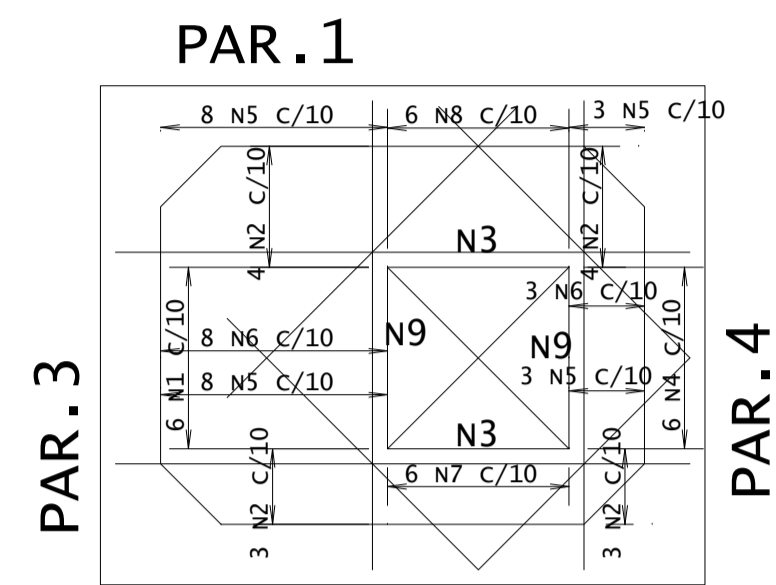 PAR.1
8 N5 C/10
6 N8 C/10
3 N5 C/10
4 N2 C/10
4 N2 C/10
N3
3 N6 C/10
8 N6 C/10
N9
N9
6 N1 C/10
6 N4 C/10
8 N5 C/10
3 N5 C/10
PAR.3
PAR.4
N3
6 N7 C/10
3 N2 C/10
3 N2 C/10